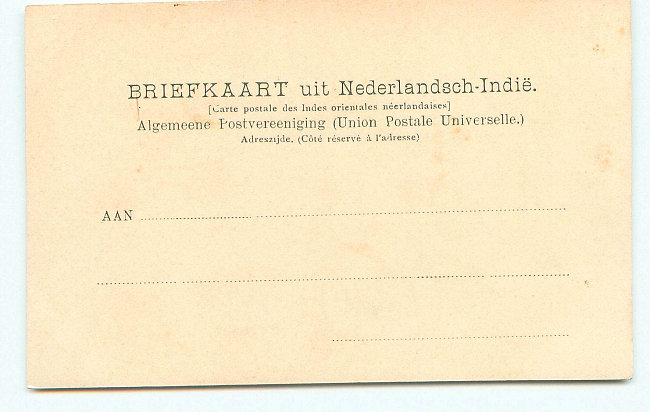 BRIEFKAART uit Nederlandsch-Indië.
[Carte postale des Indes orientales néerlandaises]
Algemeene Postvereeniging (Union Postale Universelle.)
Adreszijde. (Côté réservé à l'adresse)
AAN